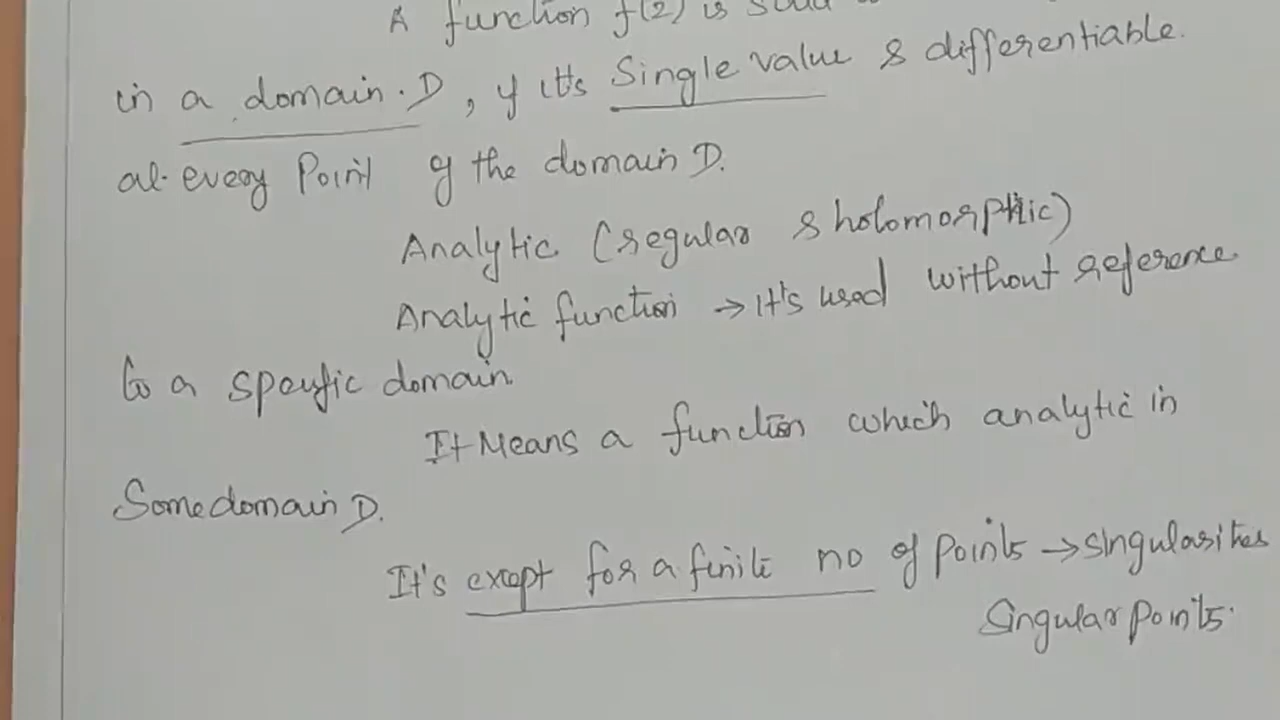 A function f(z) is said
in a domain D, if it's Single value & differentiable.
at every Point of the domain D.
Analytic (regular & holomorphic)
Analytic function → it's used without reference
to a specific domain.
It Means a function which analytic in
Some domain D.
It's except for a finite no of points → singularities
Singular points.